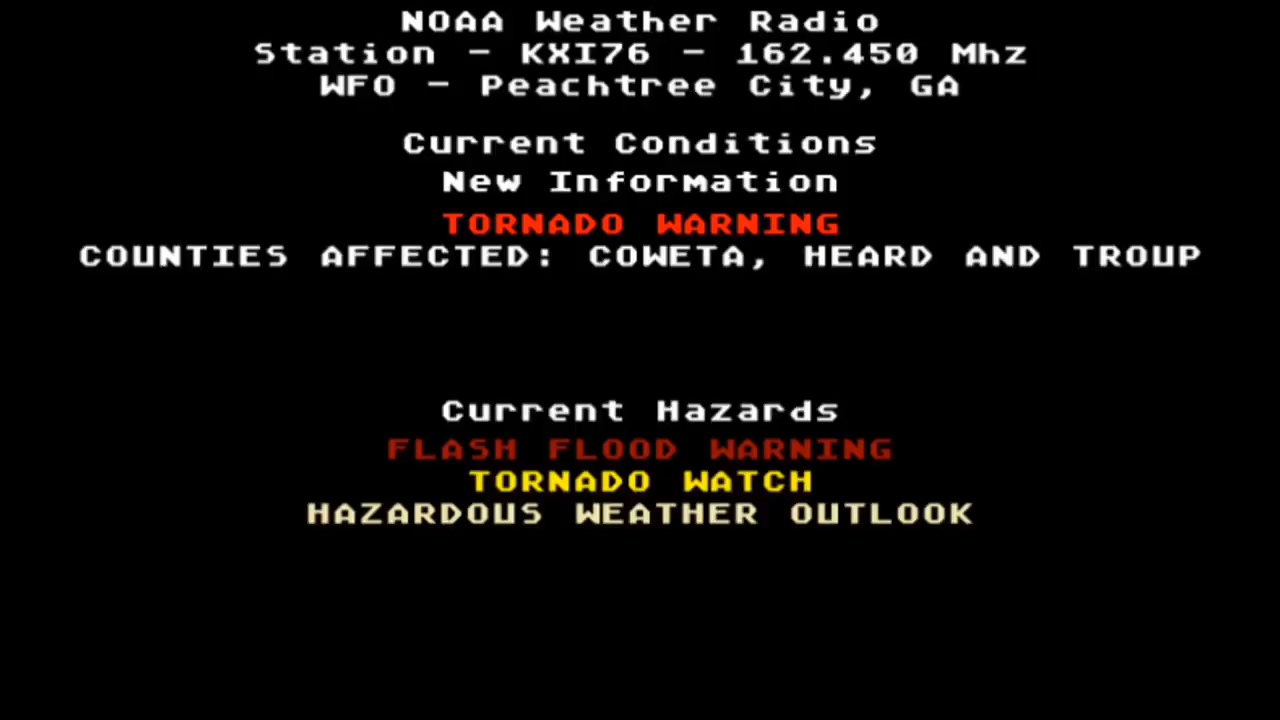 NOAA Weather Radio
Station - KXI76 - 162.450 Mhz
WFO - Peachtree City, GA
Current Conditions
New Information
TORNADO WARNING
COUNTIES AFFECTED: COWETA, HEARD AND TROUP
Current Hazards
FLASH FLOOD WARNING
TORNADO WATCH
HAZARDOUS WEATHER OUTLOOK